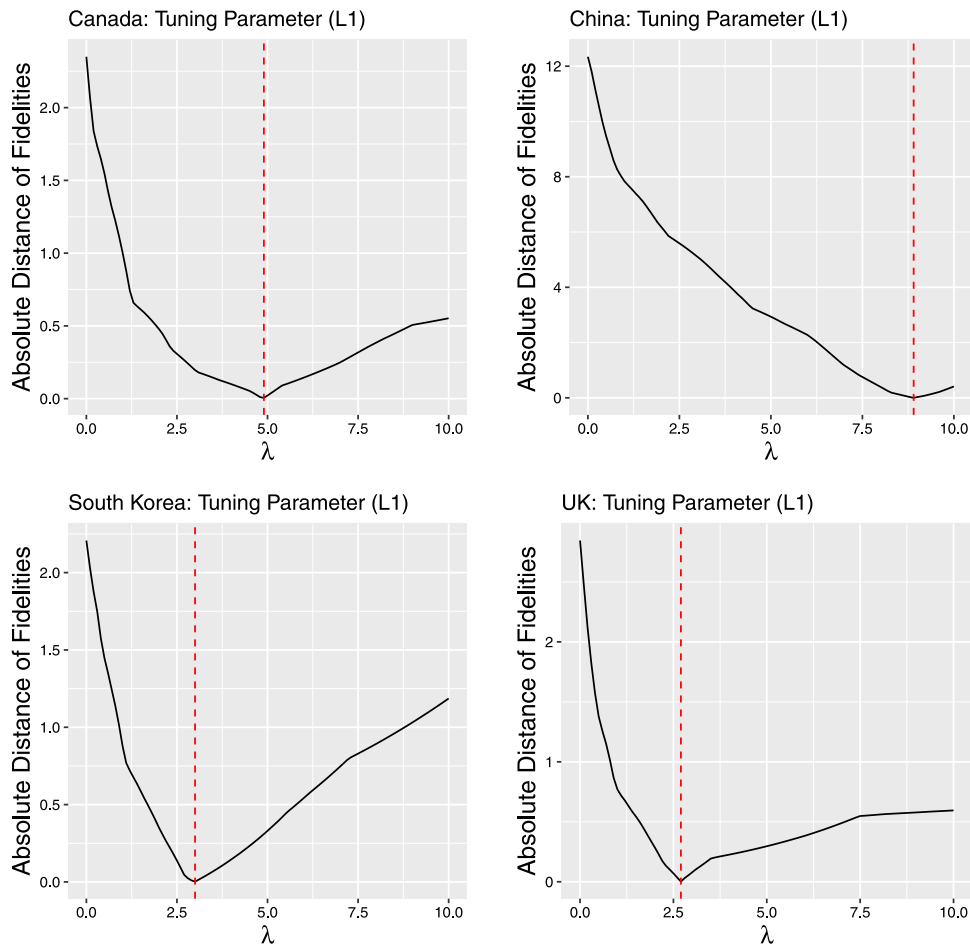 Canada: Tuning Parameter (L1)
Absolute Distance of Fidelities
2.0
1.5
1.0
0.5
0.0
0.0 2.5 5.0 7.5 10.0
λ
China: Tuning Parameter (L1)
Absolute Distance of Fidelities
12
8
4
0
0.0 2.5 5.0 7.5 10.0
λ
South Korea: Tuning Parameter (L1)
Absolute Distance of Fidelities
2.0
1.5
1.0
0.5
0.0
0.0 2.5 5.0 7.5 10.0
λ
UK: Tuning Parameter (L1)
Absolute Distance of Fidelities
2
1
0
0.0 2.5 5.0 7.5 10.0
λ